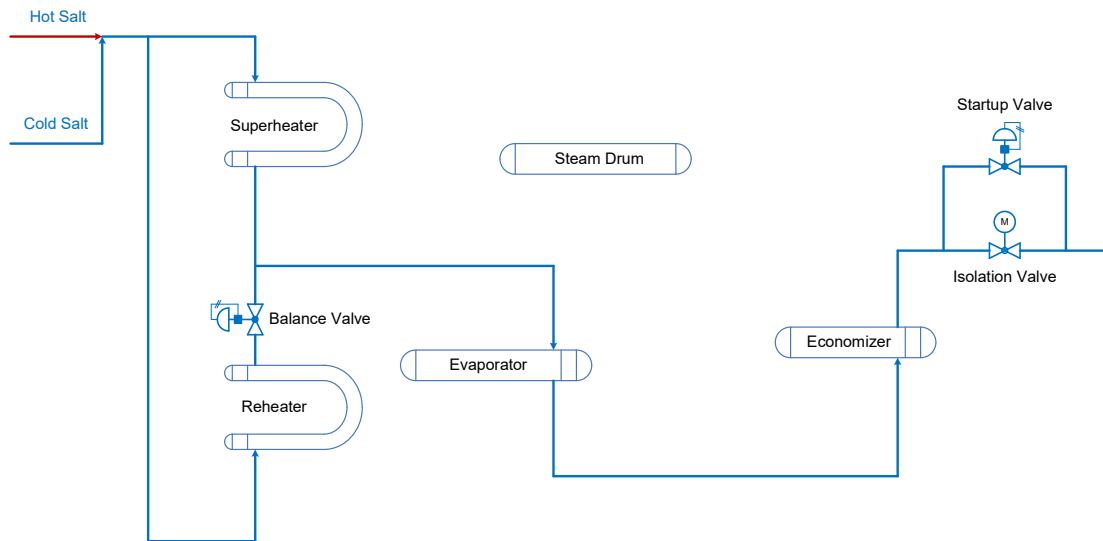 Hot Salt
Cold Salt
Superheater
Steam Drum
Startup Valve
M
Isolation Valve
Balance Valve
Economizer
Evaporator
Reheater